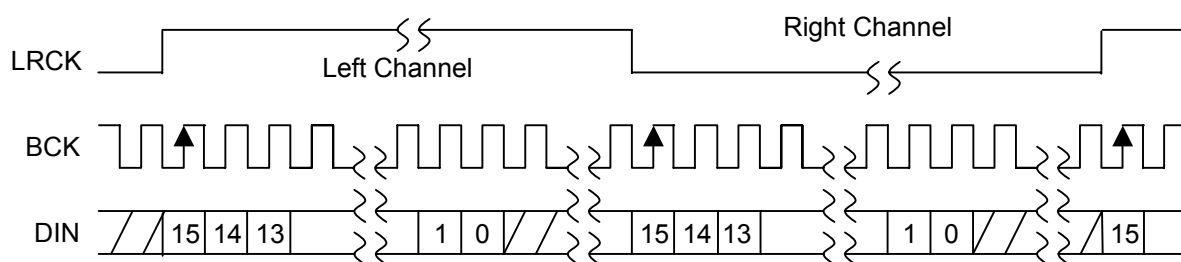 Right Channel
LRCK
Left Channel
BCK
DIN 15 14 13 1 0 15 14 13 1 0 15